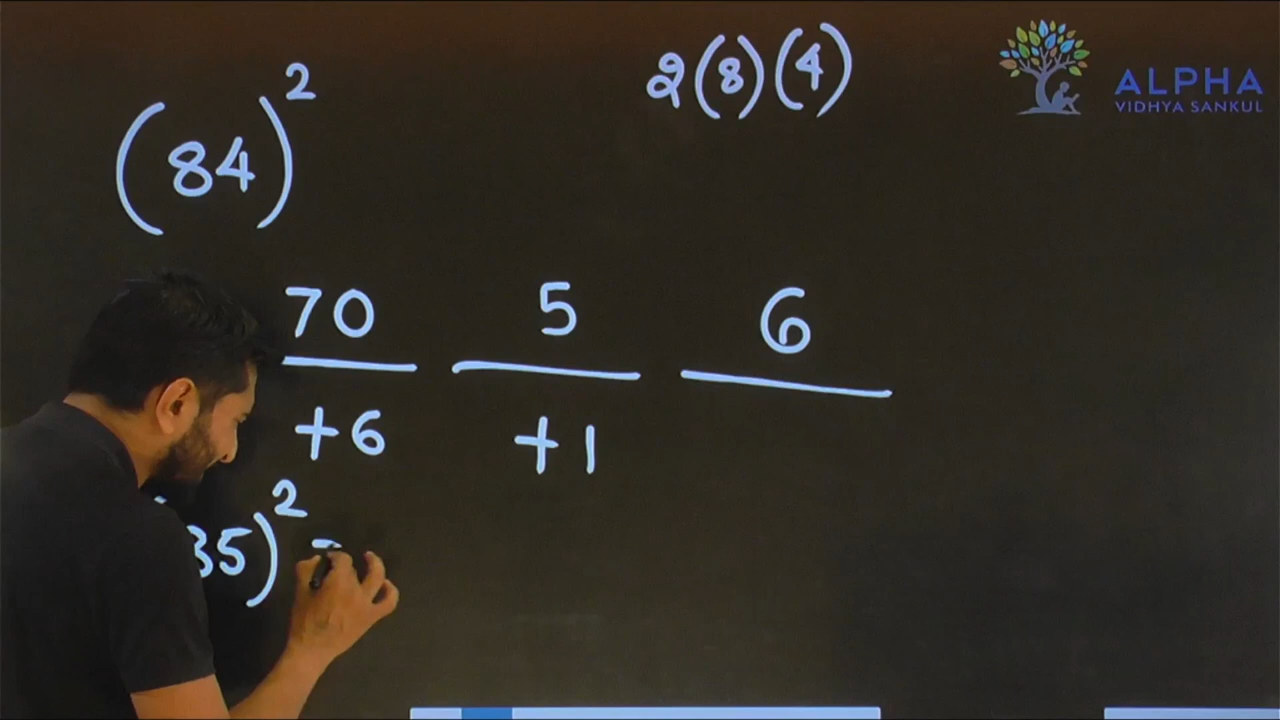 2(8)(4)
ALPHA
VIDHYA SANKUL
(84)²
70 5 6
+6 +1
35)²